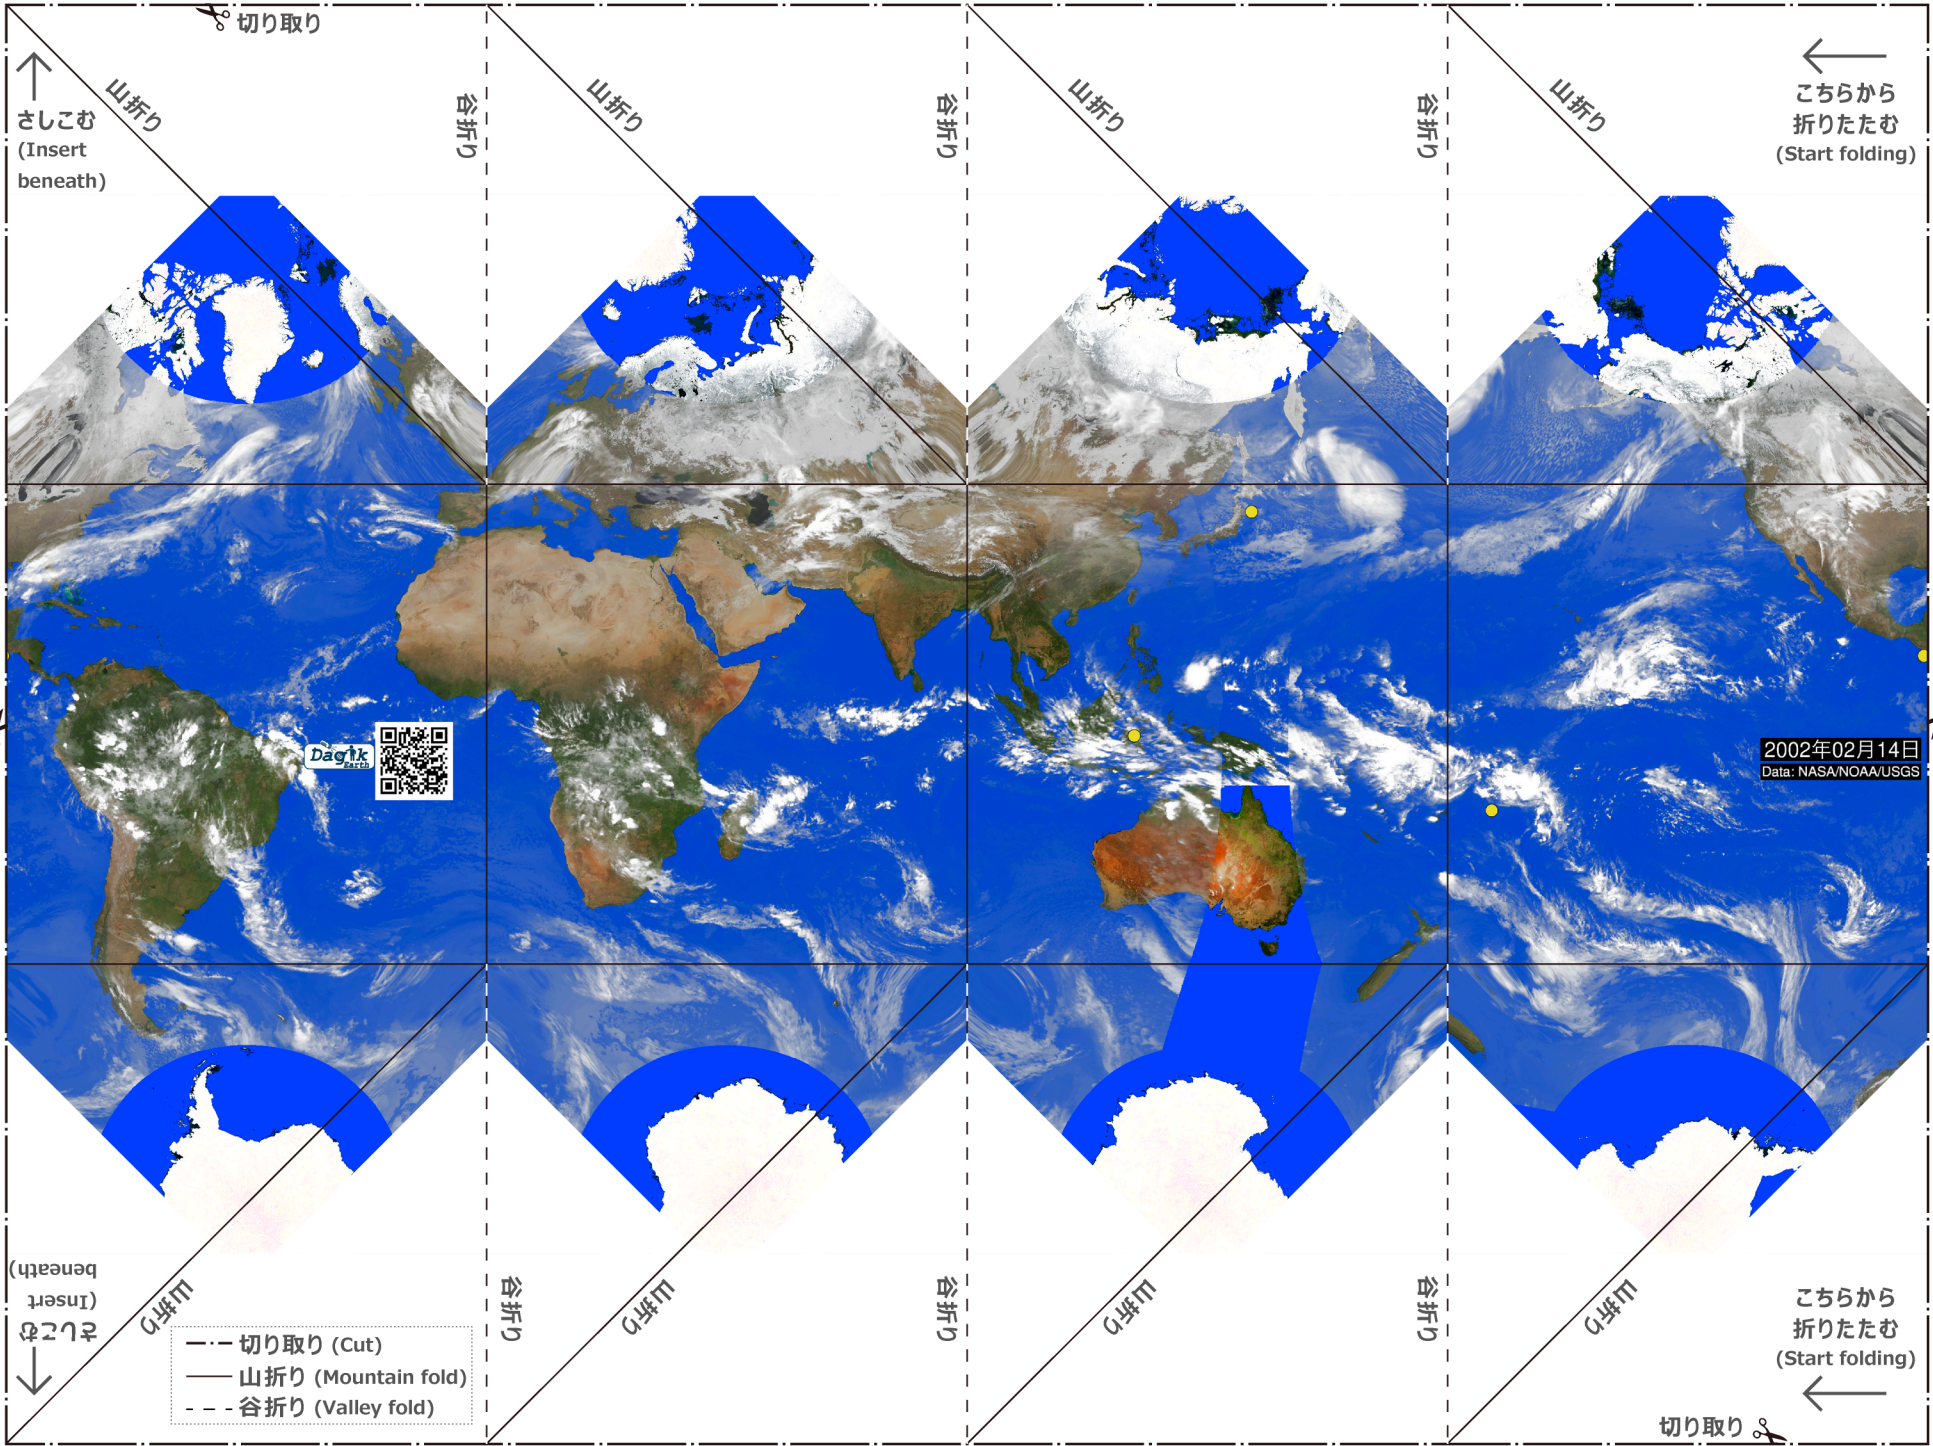 切り取り
山折り
谷折り
山折り
谷折り
山折り
谷折り
山折り
さしこむ
(Insert
beneath)
こちらから
折りたたむ
(Start folding)
Dagik
Earth
2002年02月14日
Data: NASA/NOAA/USGS
さしこむ
(Insert
beneath)
山折り
谷折り
山折り
谷折り
山折り
谷折り
山折り
こちらから
折りたたむ
(Start folding)
切り取り (Cut)
山折り (Mountain fold)
谷折り (Valley fold)
切り取り